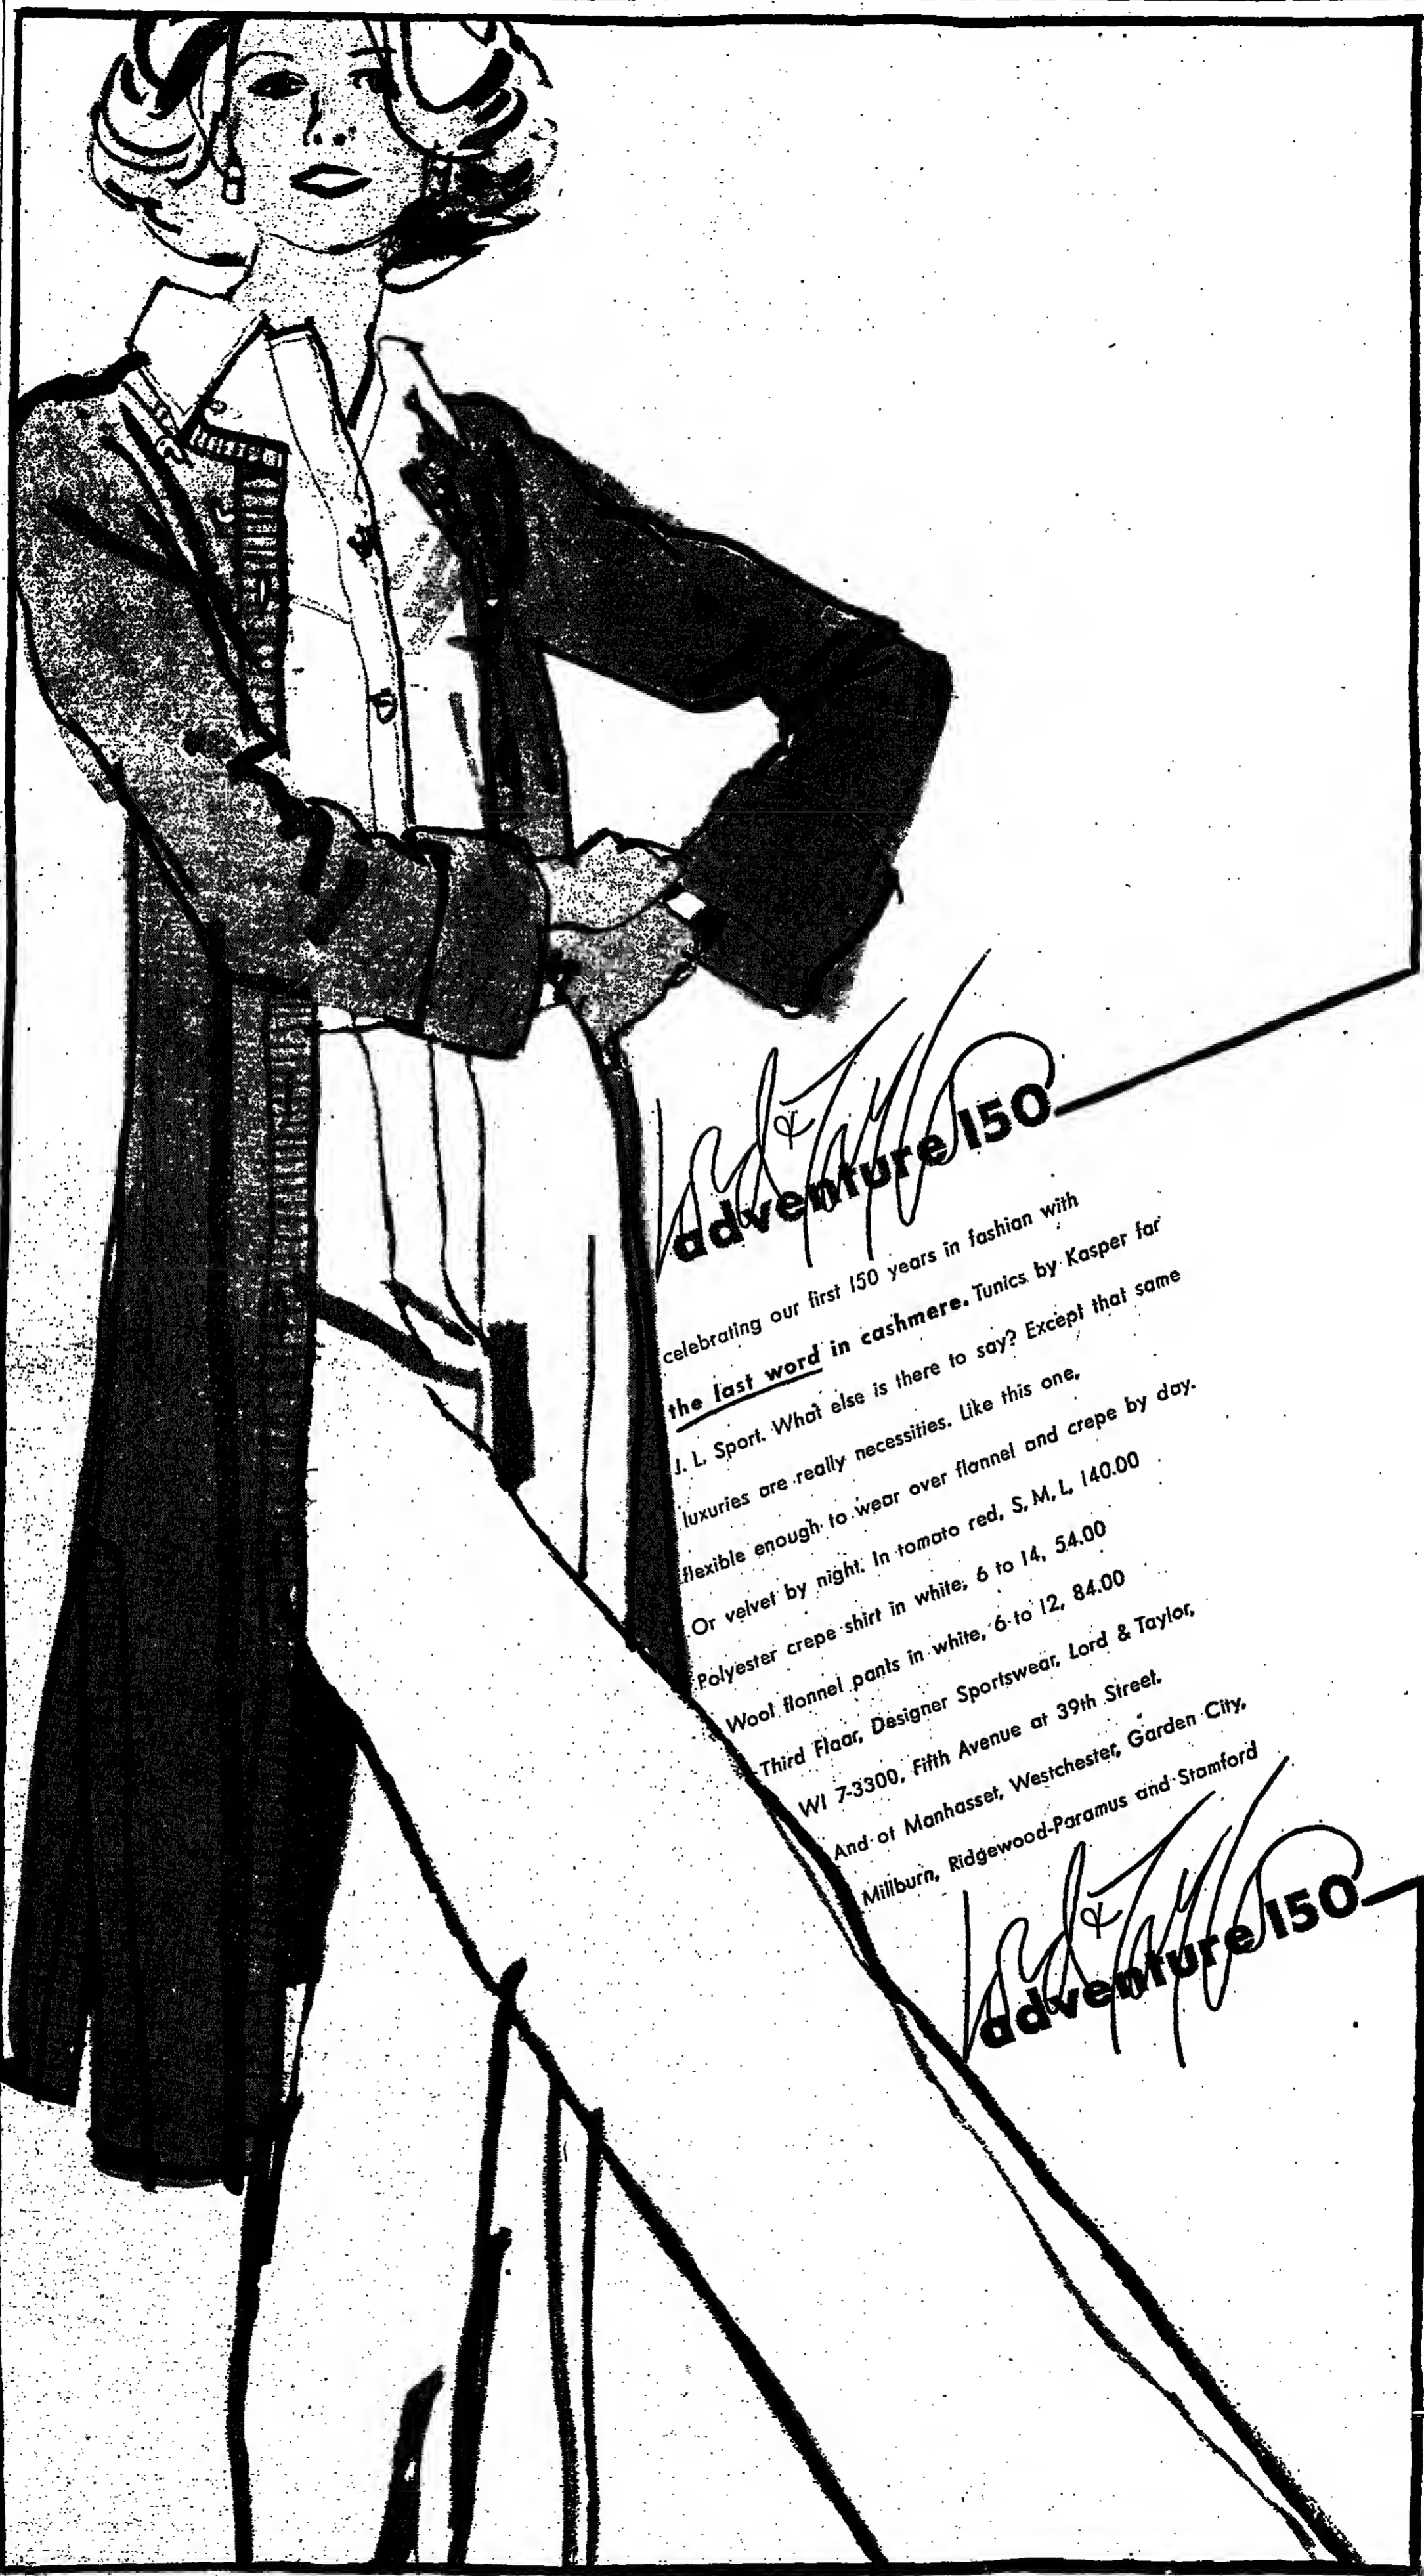 Lord & Taylor
adventure 150
celebrating our first 150 years in fashion with
the last word in cashmere. Tunics by Kasper for
J. L. Sport. What else is there to say? Except that some
luxuries are really necessities. Like this one,
flexible enough to wear over flannel and crepe by day.
Or velvet by night. In tomato red, S, M, L, 140.00
Polyester crepe shirt in white, 6 to 14, 54.00
Wool flannel pants in white, 6 to 12, 84.00
Third Floor, Designer Sportswear, Lord & Taylor,
WI 7-3300, Fifth Avenue at 39th Street.
And at Manhasset, Westchester, Garden City,
Millburn, Ridgewood-Paramus and Stamford
Lord & Taylor
adventure 150